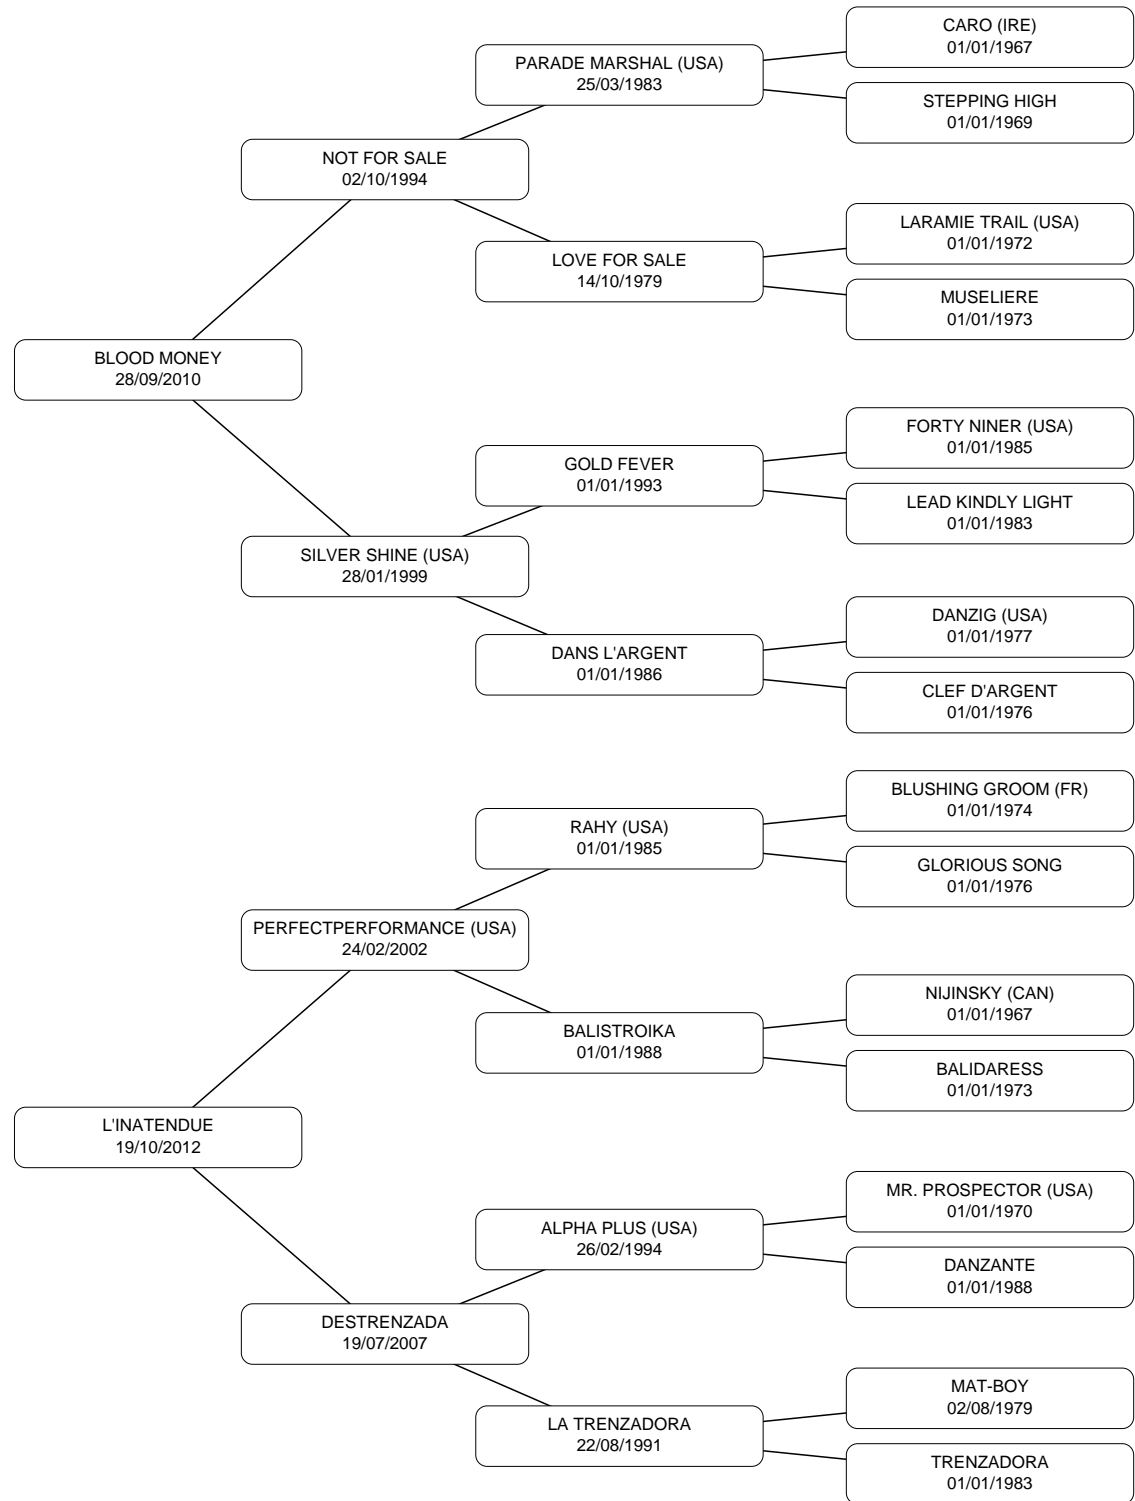 CARO (IRE)
01/01/1967
PARADE MARSHAL (USA)
25/03/1983
STEPPING HIGH
01/01/1969
NOT FOR SALE
02/10/1994
LARAMIE TRAIL (USA)
01/01/1972
LOVE FOR SALE
14/10/1979
MUSELIERE
01/01/1973
BLOOD MONEY
28/09/2010
FORTY NINER (USA)
01/01/1985
GOLD FEVER
01/01/1993
LEAD KINDLY LIGHT
01/01/1983
SILVER SHINE (USA)
28/01/1999
DANZIG (USA)
01/01/1977
DANS L'ARGENT
01/01/1986
CLEF D'ARGENT
01/01/1976
BLUSHING GROOM (FR)
01/01/1974
RAHY (USA)
01/01/1985
GLORIOUS SONG
01/01/1976
PERFECTPERFORMANCE (USA)
24/02/2002
NIJINSKY (CAN)
01/01/1967
BALISTROIKA
01/01/1988
BALIDARESS
01/01/1973
L'INATENDUE
19/10/2012
MR. PROSPECTOR (USA)
01/01/1970
ALPHA PLUS (USA)
26/02/1994
DANZANTE
01/01/1988
DESTRENZADA
19/07/2007
MAT-BOY
02/08/1979
LA TRENZADORA
22/08/1991
TRENZADORA
01/01/1983